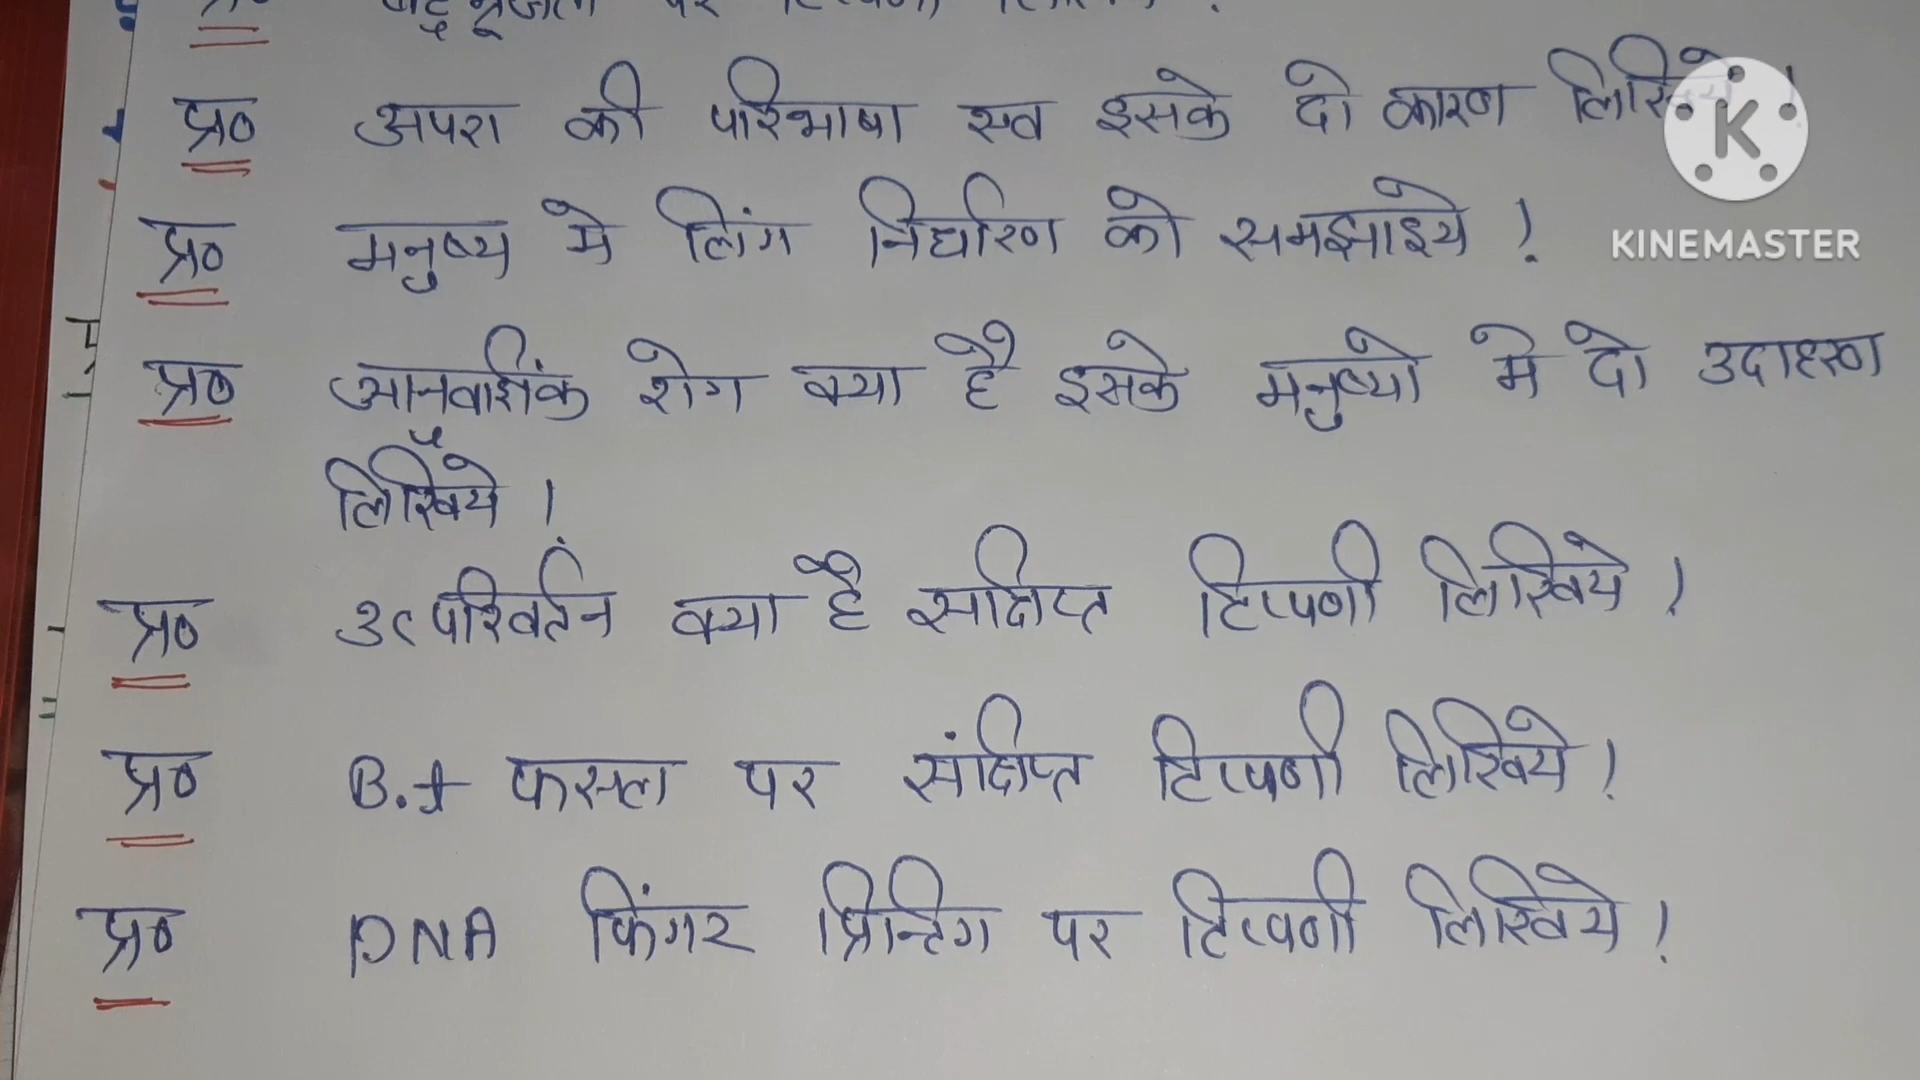 प्र० अपरा की परिभाषा एव इसके दो कारण लिखिये !
प्र० मनुष्य मे लिंग निर्धारण को समझाइये !
प्र० आनुवांशिक रोग क्या है इसके मनुष्यो मे दो उदाहरण
लिखिये ।
प्र० उत्परिवर्तन क्या है संक्षिप्त टिप्पणी लिखिये !
प्र० B.t फसल पर संक्षिप्त टिप्पणी लिखिये !
प्र० DNA फिंगर प्रिन्टिग पर टिप्पणी लिखिये !
KINEMASTER